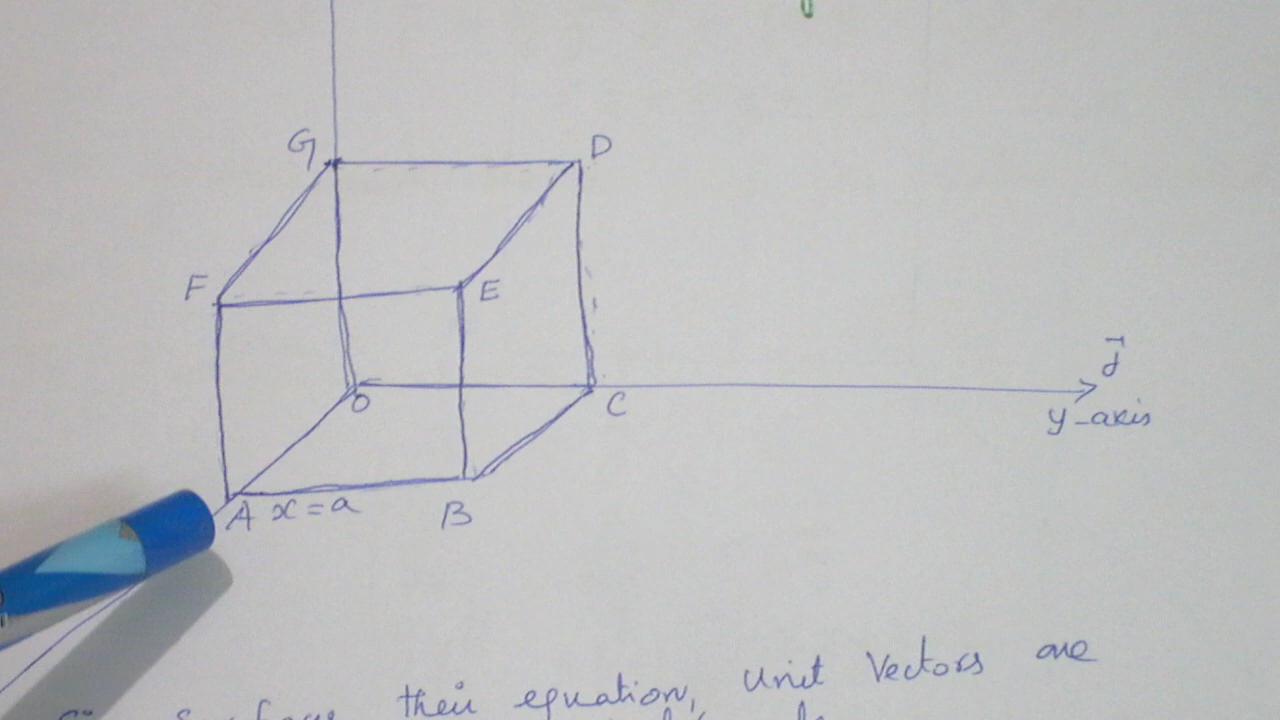 G
D
F
E
O
C
j
y-axis
A x=a
B
their equation, unit vectors are